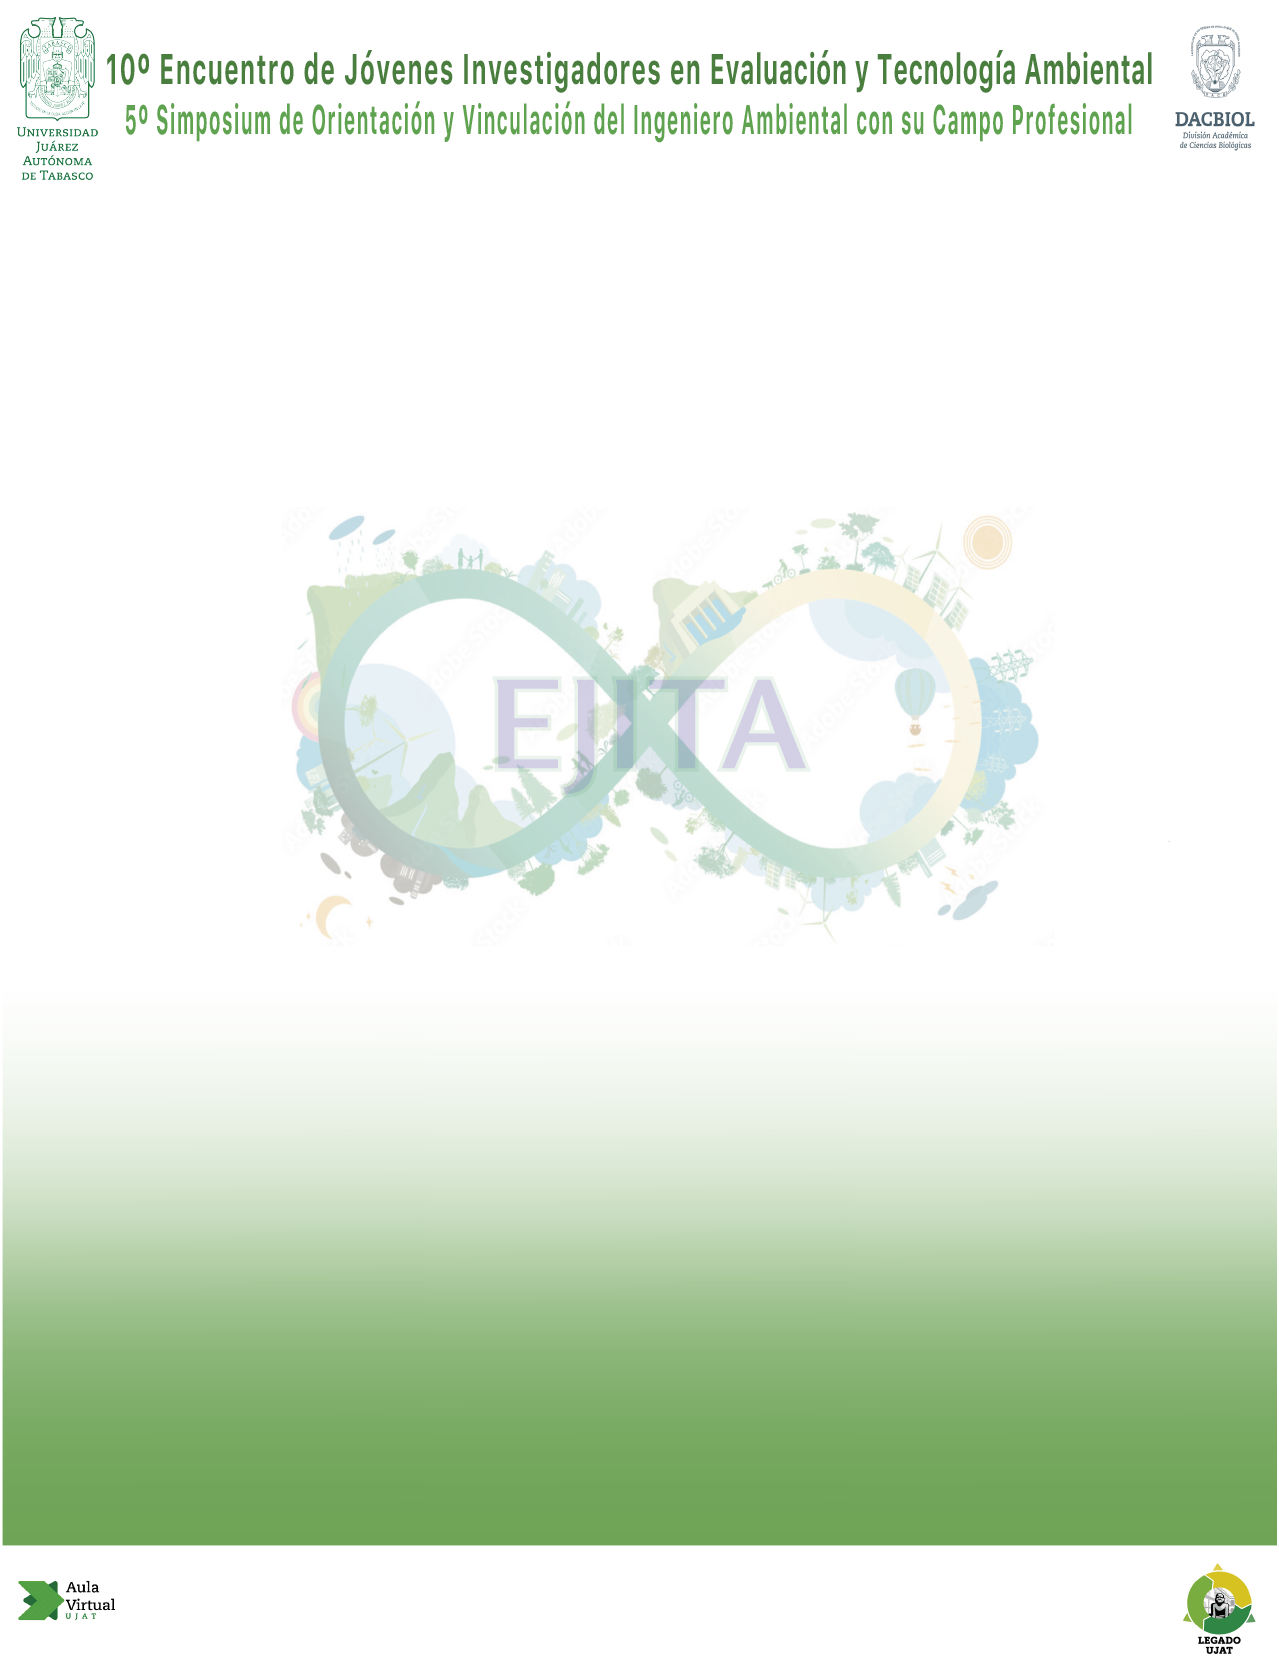 10º Encuentro de Jóvenes Investigadores en Evaluación y Tecnología Ambiental
5º Simposium de Orientación y Vinculación del Ingeniero Ambiental con su Campo Profesional
UNIVERSIDAD
JUÁREZ
AUTÓNOMA
DE TABASCO
DACBIOL
División Académica
de Ciencias Biológicas
EJITA
Aula
Virtual
UJAT
LEGADO
UJAT